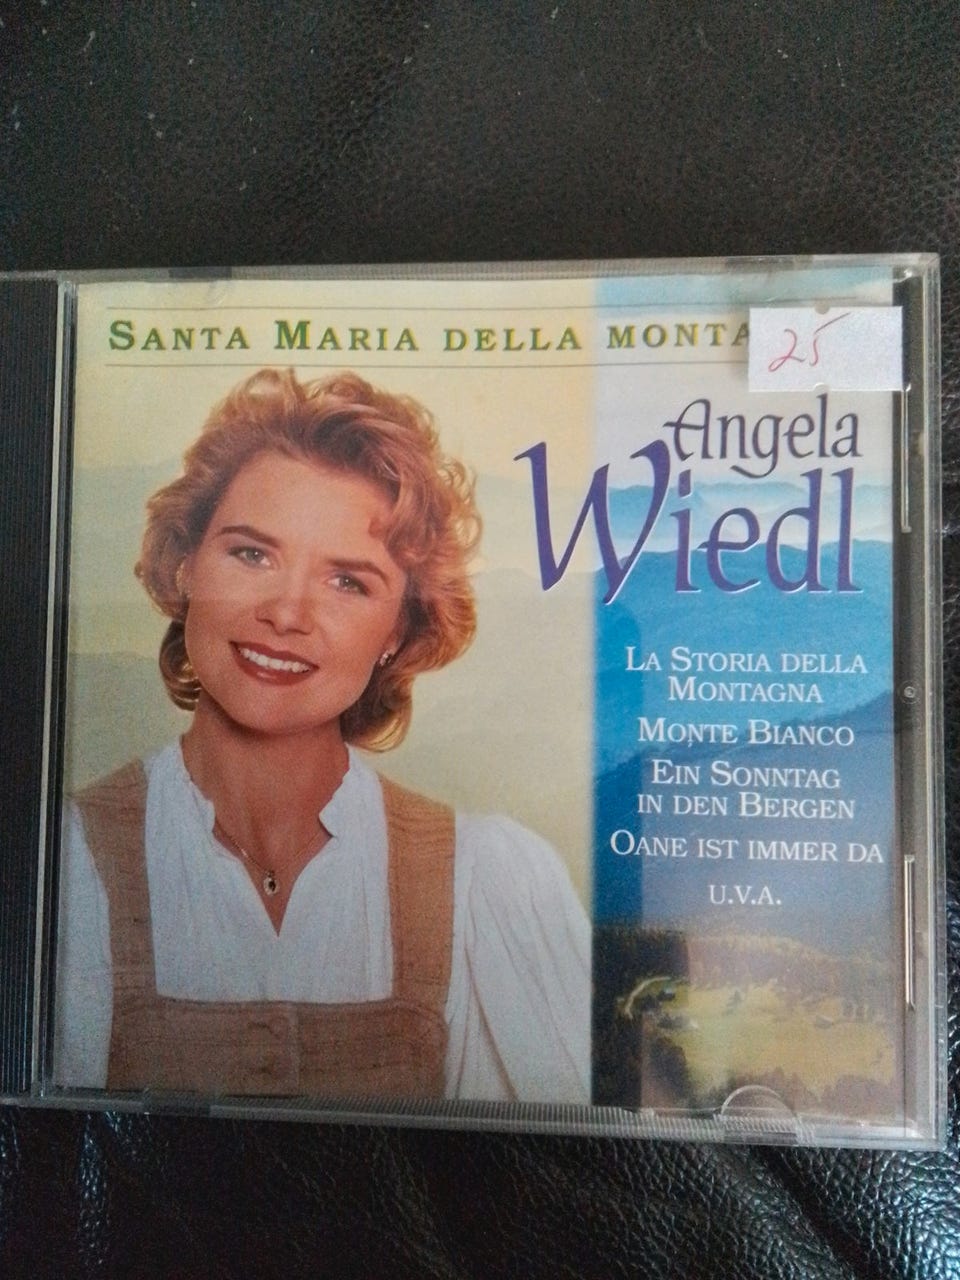 SANTA MARIA DELLA MONTA
25
Angela
Wiedl
LA STORIA DELLA
MONTAGNA
MONTE BIANCO
EIN SONNTAG
IN DEN BERGEN
OANE IST IMMER DA
U.V.A.